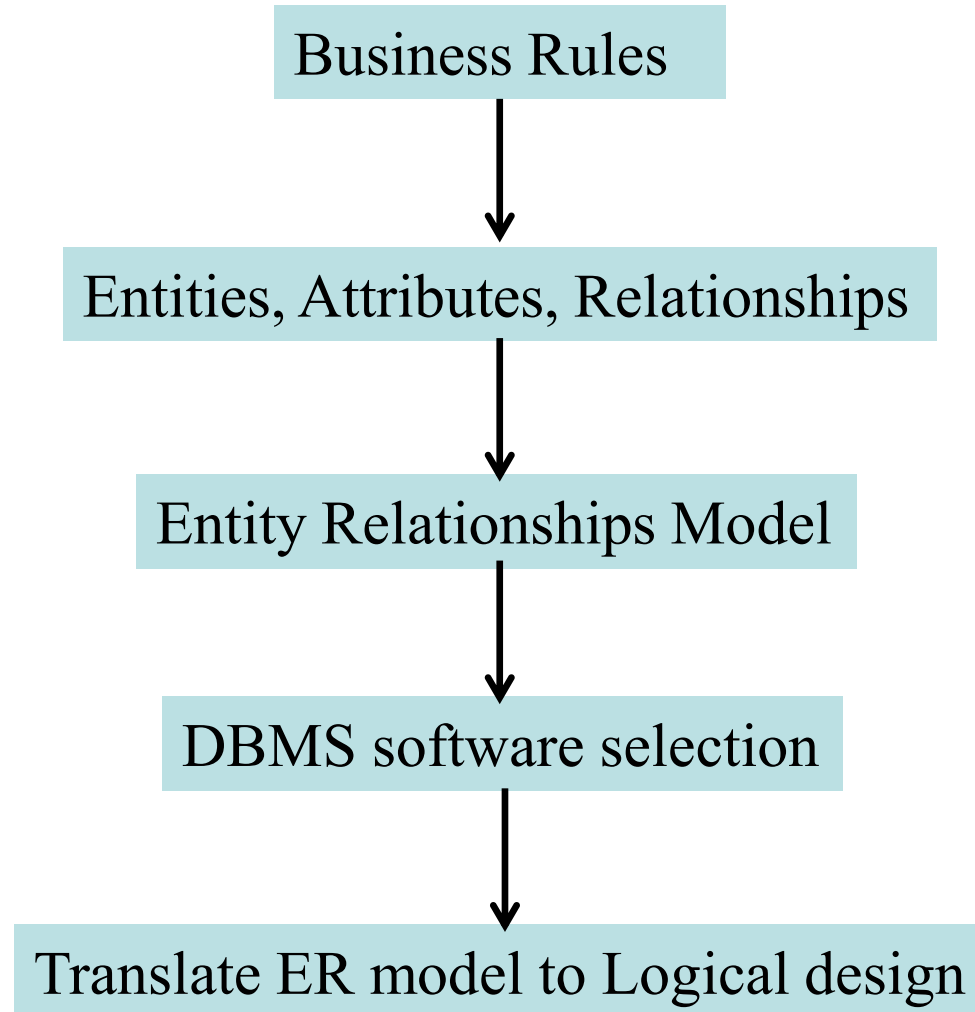 Business Rules
Entities, Attributes, Relationships
Entity Relationships Model
DBMS software selection
Translate ER model to Logical design